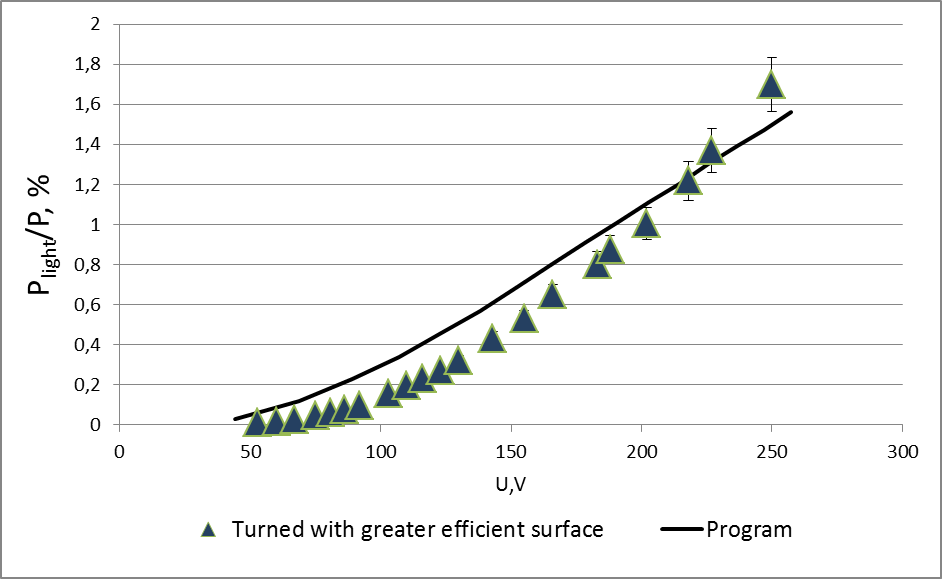 2
1,8
1,6
1,4
1,2
1
0,8
0,6
0,4
0,2
0
P_light/P, %
0 50 100 150 200 250 300
U,V
Turned with greater efficient surface Program